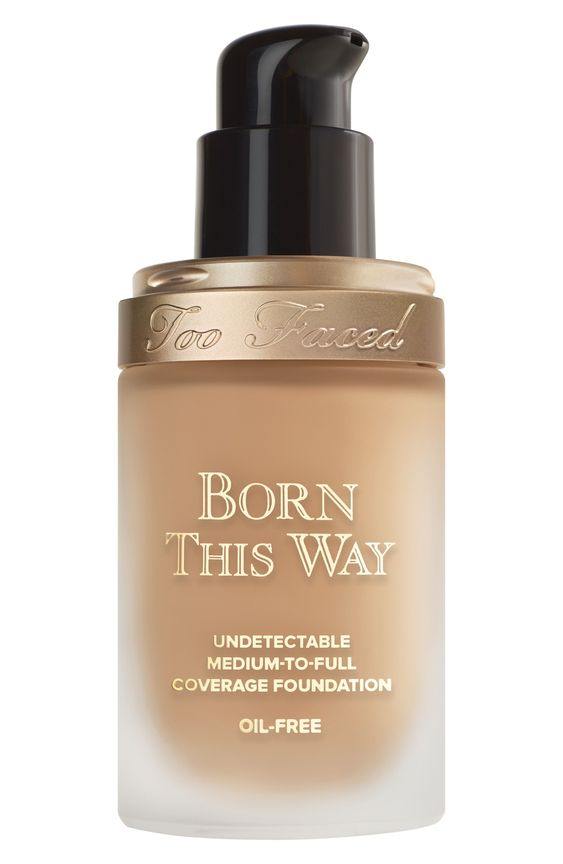 Too Faced
BORN
THIS WAY
UNDETECTABLE
MEDIUM-TO-FULL
COVERAGE FOUNDATION
OIL-FREE